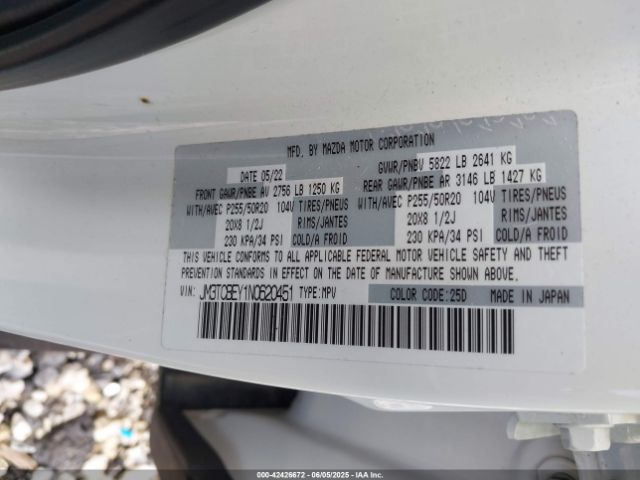 MFD. BY MAZDA MOTOR CORPORATION
DATE 05/22
GVWR/PNBV 5822 LB 2641 KG
FRONT GAWR/PNBE AV 2756 LB 1250 KG
REAR GAWR/PNBE AR 3146 LB 1427 KG
WITH/AVEC P255/50R20 104V TIRES/PNEUS
WITH/AVEC P255/50R20 104V TIRES/PNEUS
20X8 1/2J RIMS/JANTES
20X8 1/2J RIMS/JANTES
230 KPA/34 PSI COLD/A FROID
230 KPA/34 PSI COLD/A FROID
THIS VEHICLE CONFORMS TO ALL APPLICABLE FEDERAL MOTOR VEHICLE SAFETY AND THEFT
PREVENTION STANDARDS IN EFFECT ON THE DATE OF MANUFACTURE SHOWN ABOVE.
VIN: JM3TCBEY1N0620451 TYPE:MPV
COLOR CODE:25D MADE IN JAPAN
000-42426672 - 06/05/2025 - COPYRIGHT IAA, LLC.